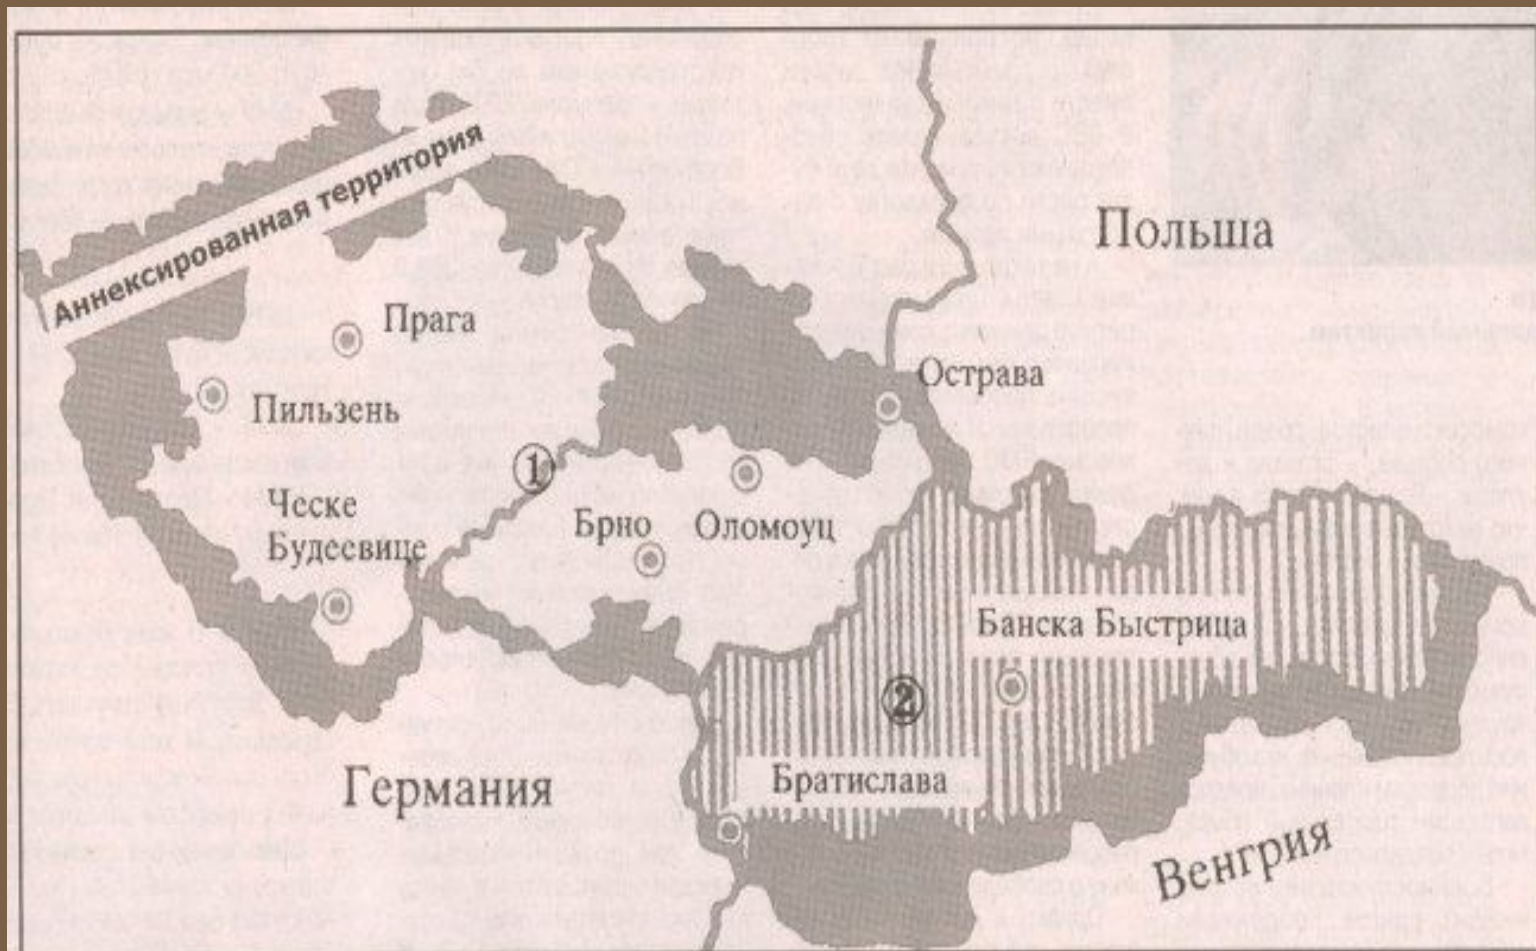 Аннексированная территория
Польша
Прага
Острава
Пильзень
①
Ческе
Будеевице
Брно
Оломоуц
Банска Быстрица
②
Братислава
Германия
Венгрия